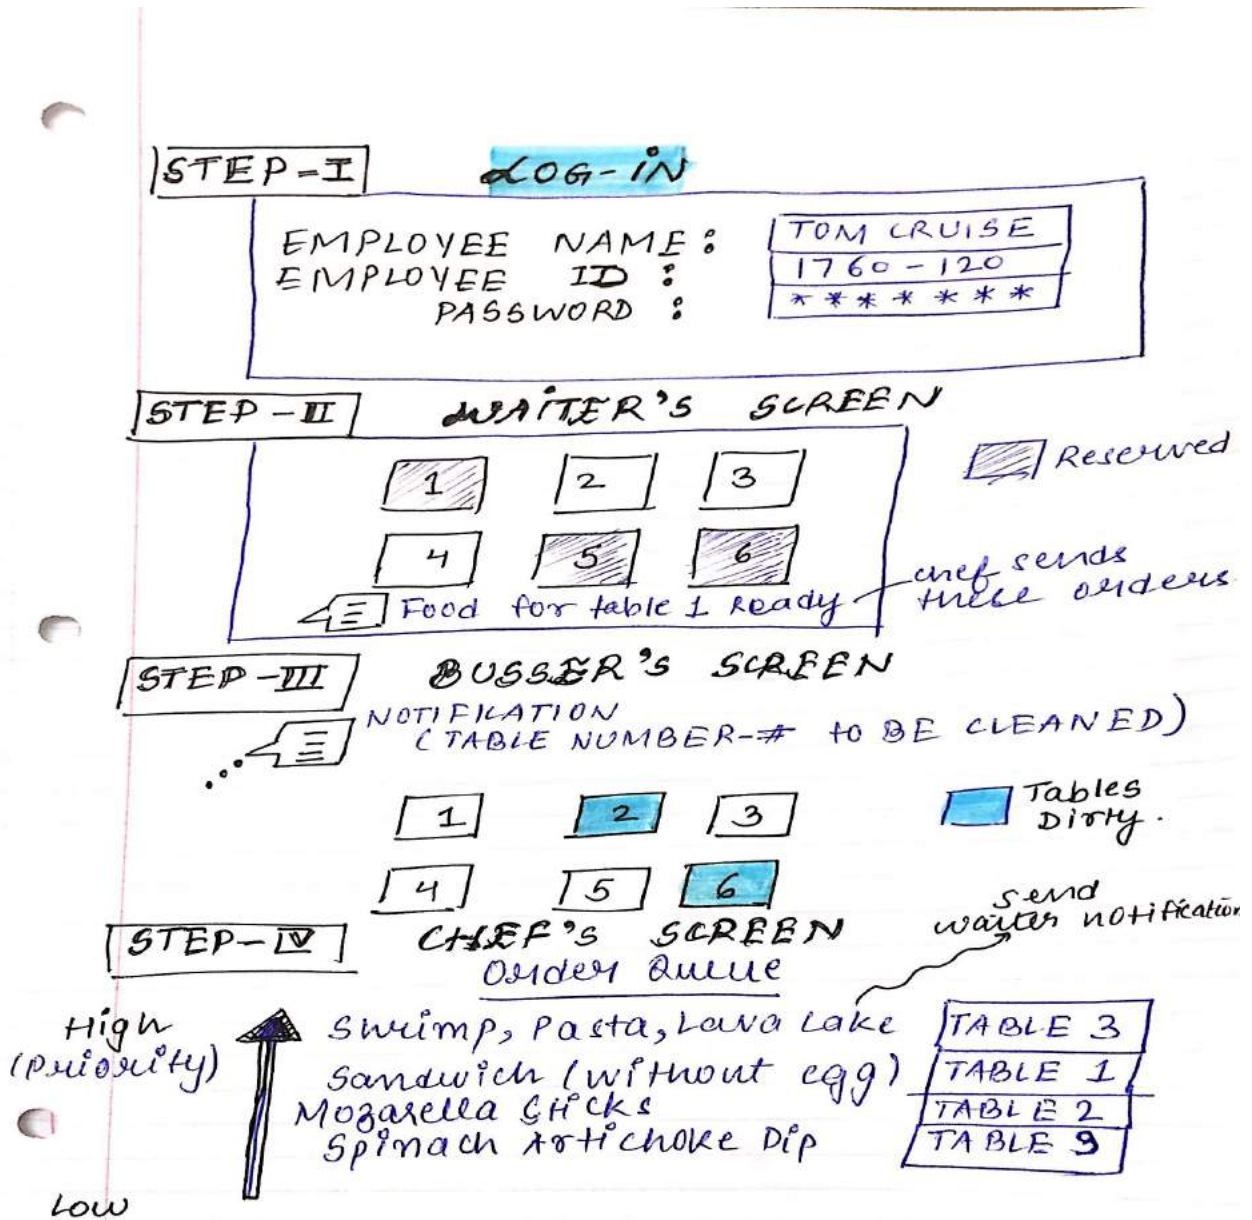 STEP-I LOG-IN
EMPLOYEE NAME: TOM CRUISE
EMPLOYEE ID: 1760-120
PASSWORD: *******
STEP-II WAITER'S SCREEN
1 2 3
Reserved
4 5 6
Food for table 1 Ready
chef sends
these orders
STEP-III BUSSER'S SCREEN
NOTIFICATION
(TABLE NUMBER-# to BE CLEANED)
1 2 3
Tables
Dirty.
4 5 6
send
waiter notification
STEP-IV CHEF'S SCREEN
Order Queue
High
(Priority)
Shrimp, Pasta, Lava Cake TABLE 3
Sandwich (without egg) TABLE 1
Mozarella Sticks TABLE 2
Spinach Artichoke Dip TABLE 9
LOW